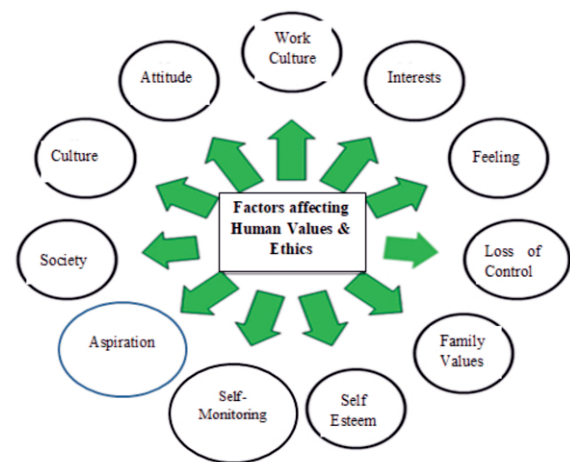 Work
Culture
Attitude
Interests
Culture
Feeling
Factors affecting
Human Values &
Ethics
Society
Loss of
Control
Aspiration
Family
Values
Self-
Monitoring
Self
Esteem